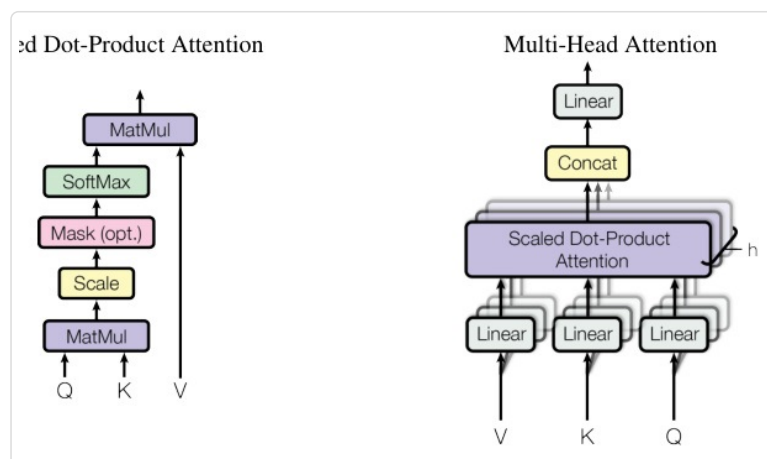 ed Dot-Product Attention
MatMul
SoftMax
Mask (opt.)
Scale
MatMul
Q K V
Multi-Head Attention
Linear
Concat
Scaled Dot-Product
Attention
h
Linear Linear Linear
V K Q